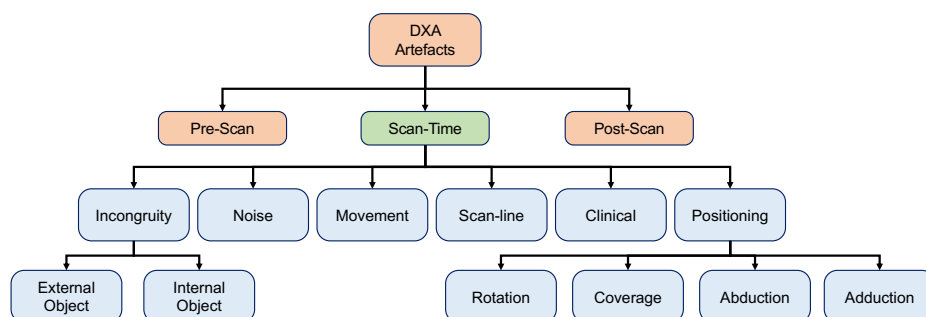 DXA
Artefacts
Pre-Scan
Scan-Time
Post-Scan
Incongruity
Noise
Movement
Scan-line
Clinical
Positioning
External
Object
Internal
Object
Rotation
Coverage
Abduction
Adduction